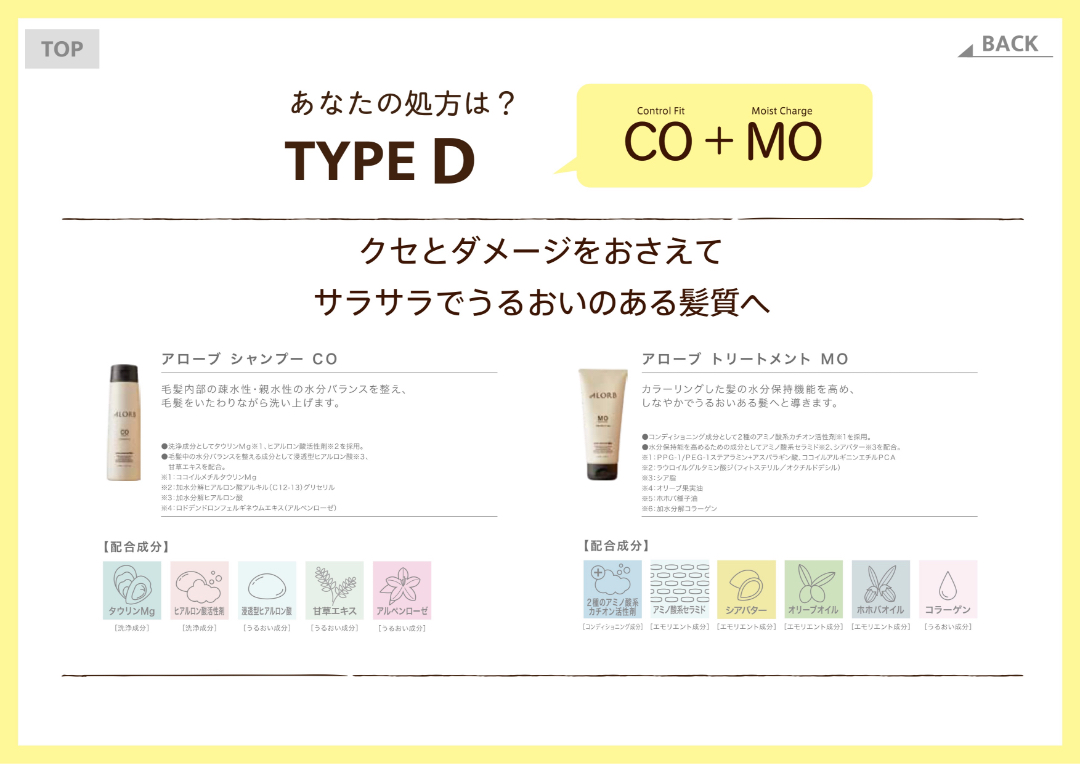 TOP
BACK
あなたの処方は？
TYPE D
Control Fit
Moist Charge
CO + MO
クセとダメージをおさえて
サラサラでうるおいのある髪質へ
アローブ シャンプー CO
毛髪内部の疎水性・親水性の水分バランスを整え、
毛髪をいたわりながら洗い上げます。
●洗浄成分としてタウリンMg※1、ヒアルロン酸活性剤※2を採用。
●毛髪中の水分バランスを整える成分として浸透型ヒアルロン酸※3、
甘草エキスを配合。
※1：ココイルメチルタウリンMg
※2：加水分解ヒアルロン酸アルキル(C12-13)グリセリル
※3：加水分解ヒアルロン酸
※4：ロドデンドロンフェルギネウムエキス(アルペンローゼ)
ALORB
CO
【配合成分】
タウリンMg
ヒアルロン酸活性剤
浸透型ヒアルロン酸
甘草エキス
アルペンローゼ
［洗浄成分］
［洗浄成分］
［うるおい成分］
［うるおい成分］
［うるおい成分］
アローブ トリートメント MO
カラーリングした髪の水分保持機能を高め、
しなやかでうるおいある髪へと導きます。
●コンディショニング成分として2種のアミノ酸系カチオン活性剤※1を採用。
●水分保持能を高めるための成分としてアミノ酸系セラミド※2、シアバター※3を配合。
※1：PPG-1/PEG-1ステアラミン+アスパラギン酸、ココイルアルギニンエチルPCA
※2：ラウロイルグルタミン酸ジ(フィトステリル／オクチルドデシル)
※3：シア脂
※4：オリーブ果実油
※5：ホホバ種子油
※6：加水分解コラーゲン
ALORB
MO
【配合成分】
2種のアミノ酸系
カチオン活性剤
アミノ酸系セラミド
シアバター
オリーブオイル
ホホバオイル
コラーゲン
［コンディショニング成分］
［エモリエント成分］
［エモリエント成分］
［エモリエント成分］
［エモリエント成分］
［うるおい成分］